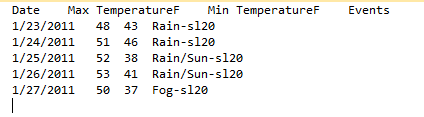 Date Max TemperatureF Min TemperatureF Events
1/23/2011 48 43 Rain-sl20
1/24/2011 51 46 Rain-sl20
1/25/2011 52 38 Rain/Sun-sl20
1/26/2011 53 41 Rain/Sun-sl20
1/27/2011 50 37 Fog-sl20